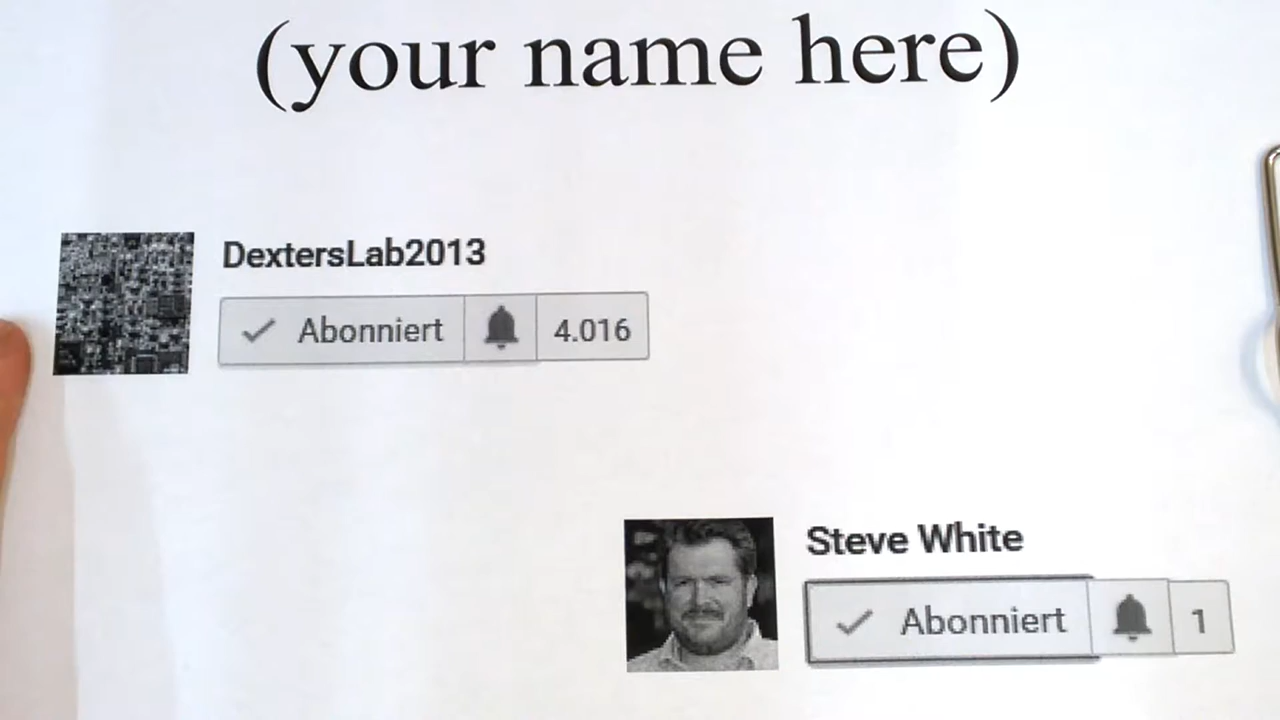 (your name here)
DextersLab2013
Abonniert 4.016
Steve White
Abonniert 1